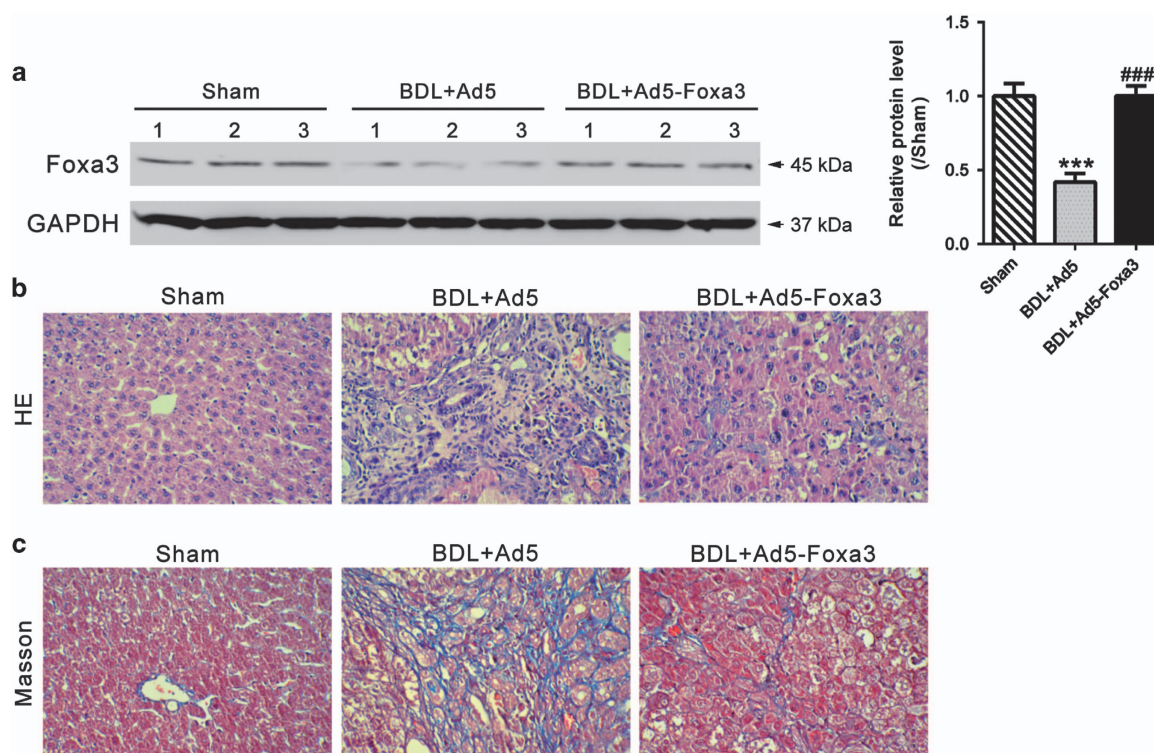 a
Sham BDL+Ad5 BDL+Ad5-Foxa3
1 2 3 1 2 3 1 2 3
Foxa3 45 kDa
GAPDH 37 kDa
Relative protein level
(/Sham)
1.5
1.0
0.5
0.0
***
###
Sham
BDL+Ad5
BDL+Ad5-Foxa3
b
Sham BDL+Ad5 BDL+Ad5-Foxa3
HE
c
Sham BDL+Ad5 BDL+Ad5-Foxa3
Masson